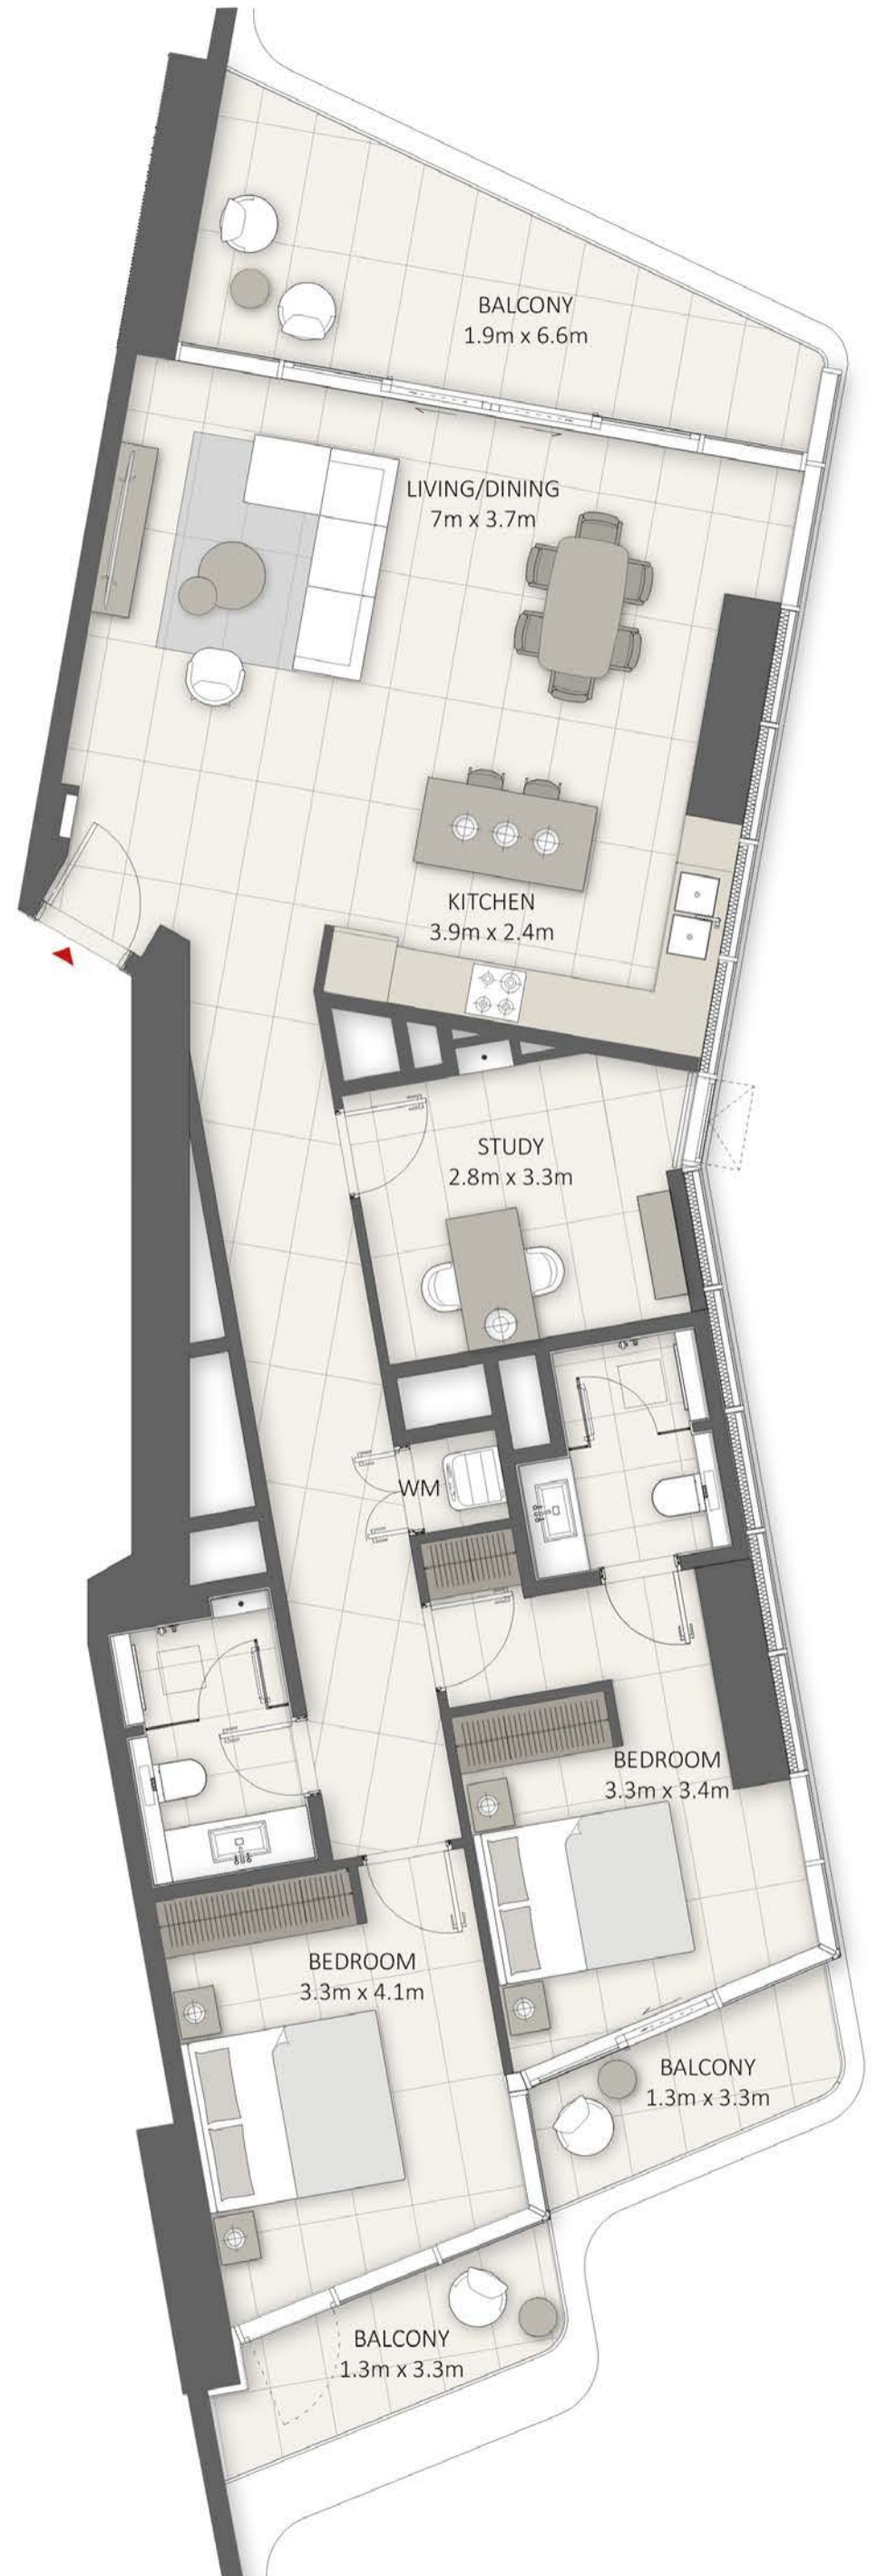 BALCONY
1.9m x 6.6m
LIVING/DINING
7m x 3.7m
KITCHEN
3.9m x 2.4m
STUDY
2.8m x 3.3m
WM
BEDROOM
3.3m x 3.4m
BEDROOM
3.3m x 4.1m
BALCONY
1.3m x 3.3m
BALCONY
1.3m x 3.3m